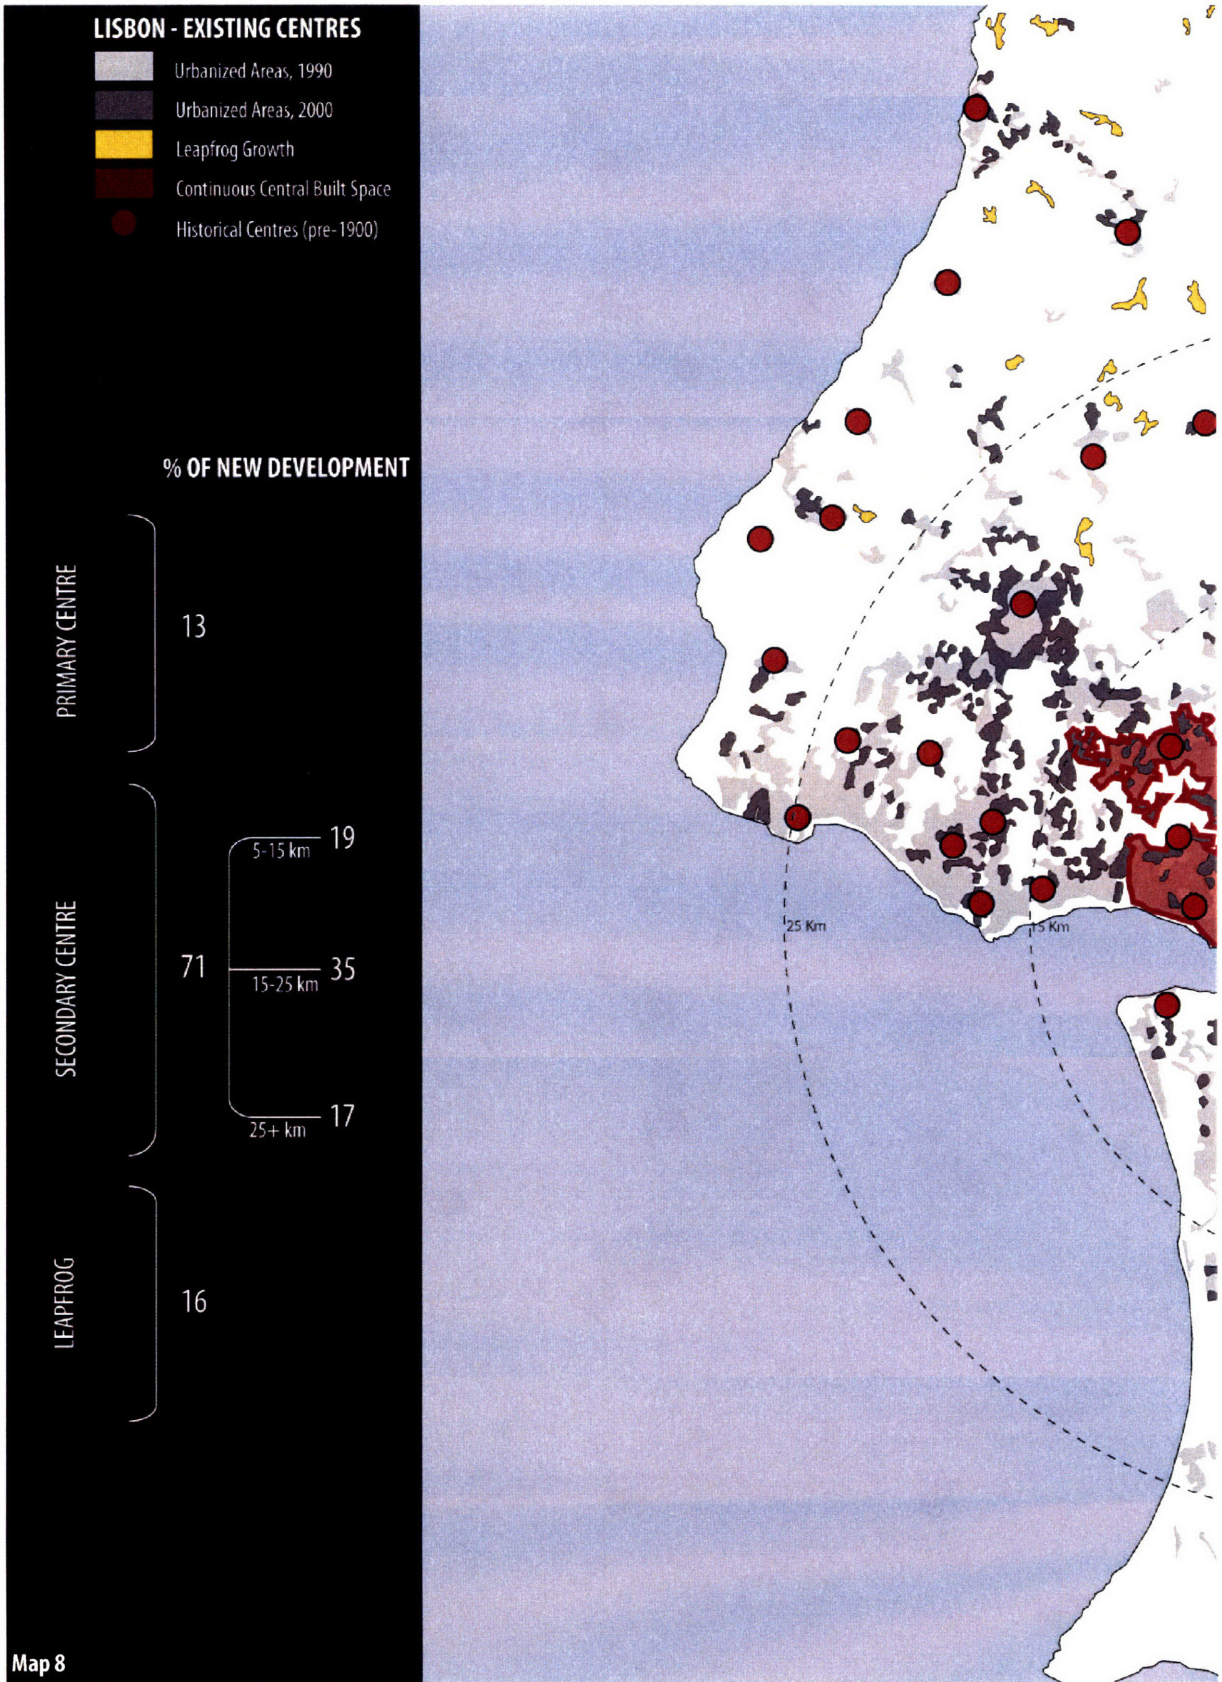 LISBON - EXISTING CENTRES
Urbanized Areas, 1990
Urbanized Areas, 2000
Leapfrog Growth
Continuous Central Built Space
Historical Centres (pre-1900)
% OF NEW DEVELOPMENT
PRIMARY CENTRE
13
SECONDARY CENTRE
71
5-15 km 19
15-25 km 35
25+ km 17
LEAPFROG
16
25 Km
15 Km
Map 8